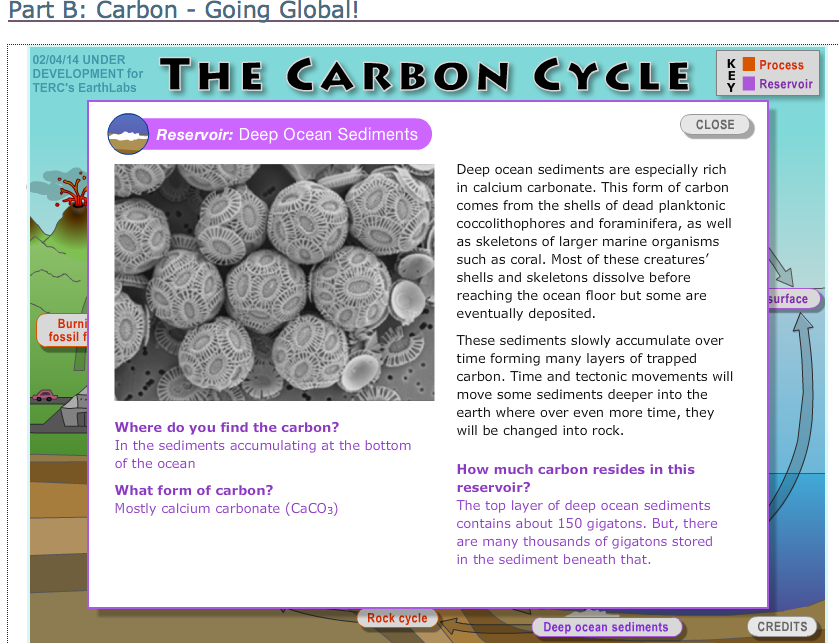 Part B: Carbon - Going Global!
02/04/14 UNDER
DEVELOPMENT for
TERC's EarthLabs
THE CARBON CYCLE
KEY
Process
Reservoir
Reservoir: Deep Ocean Sediments
CLOSE
Deep ocean sediments are especially rich
in calcium carbonate. This form of carbon
comes from the shells of dead planktonic
coccolithophores and foraminifera, as well
as skeletons of larger marine organisms
such as coral. Most of these creatures’
shells and skeletons dissolve before
reaching the ocean floor but some are
eventually deposited.
These sediments slowly accumulate over
time forming many layers of trapped
carbon. Time and tectonic movements will
move some sediments deeper into the
earth where over even more time, they
will be changed into rock.
Where do you find the carbon?
In the sediments accumulating at the bottom
of the ocean
What form of carbon?
Mostly calcium carbonate (CaCO₃)
How much carbon resides in this
reservoir?
The top layer of deep ocean sediments
contains about 150 gigatons. But, there
are many thousands of gigatons stored
in the sediment beneath that.
Burni
fossil f
surface
Rock cycle
Deep ocean sediments
CREDITS